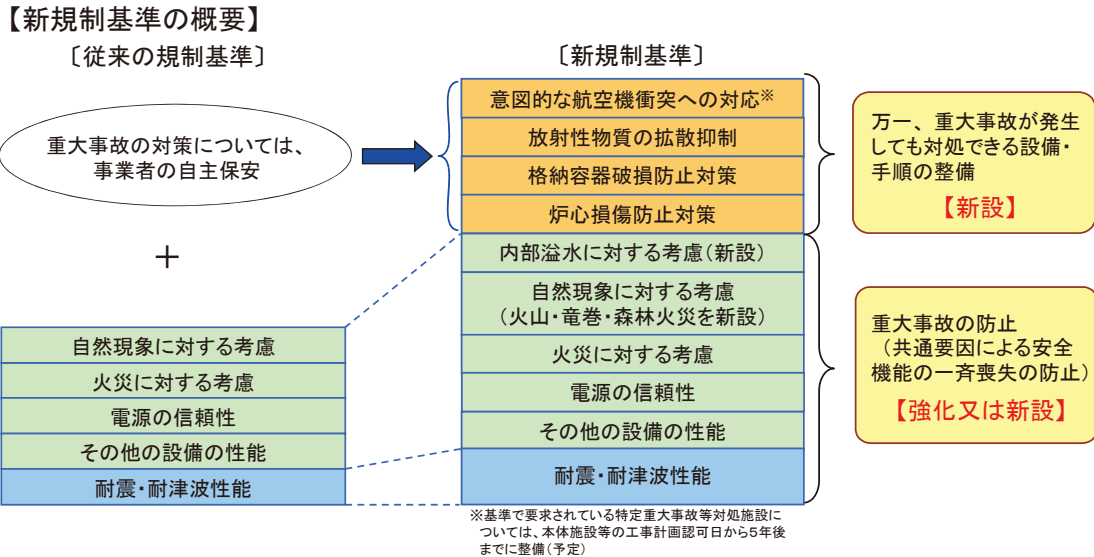 【新規制基準の概要】
〔従来の規制基準〕
重大事故の対策については、
事業者の自主保安
＋
自然現象に対する考慮
火災に対する考慮
電源の信頼性
その他の設備の性能
耐震・耐津波性能
〔新規制基準〕
意図的な航空機衝突への対応※
放射性物質の拡散抑制
格納容器破損防止対策
炉心損傷防止対策
内部溢水に対する考慮（新設）
自然現象に対する考慮
（火山・竜巻・森林火災を新設）
火災に対する考慮
電源の信頼性
その他の設備の性能
耐震・耐津波性能
※基準で要求されている特定重大事故等対処施設に
ついては、本体施設等の工事計画認可日から5年後
までに整備（予定）
万一、重大事故が発生
しても対処できる設備・
手順の整備
【新設】
重大事故の防止
（共通要因による安全
機能の一斉喪失の防止）
【強化又は新設】